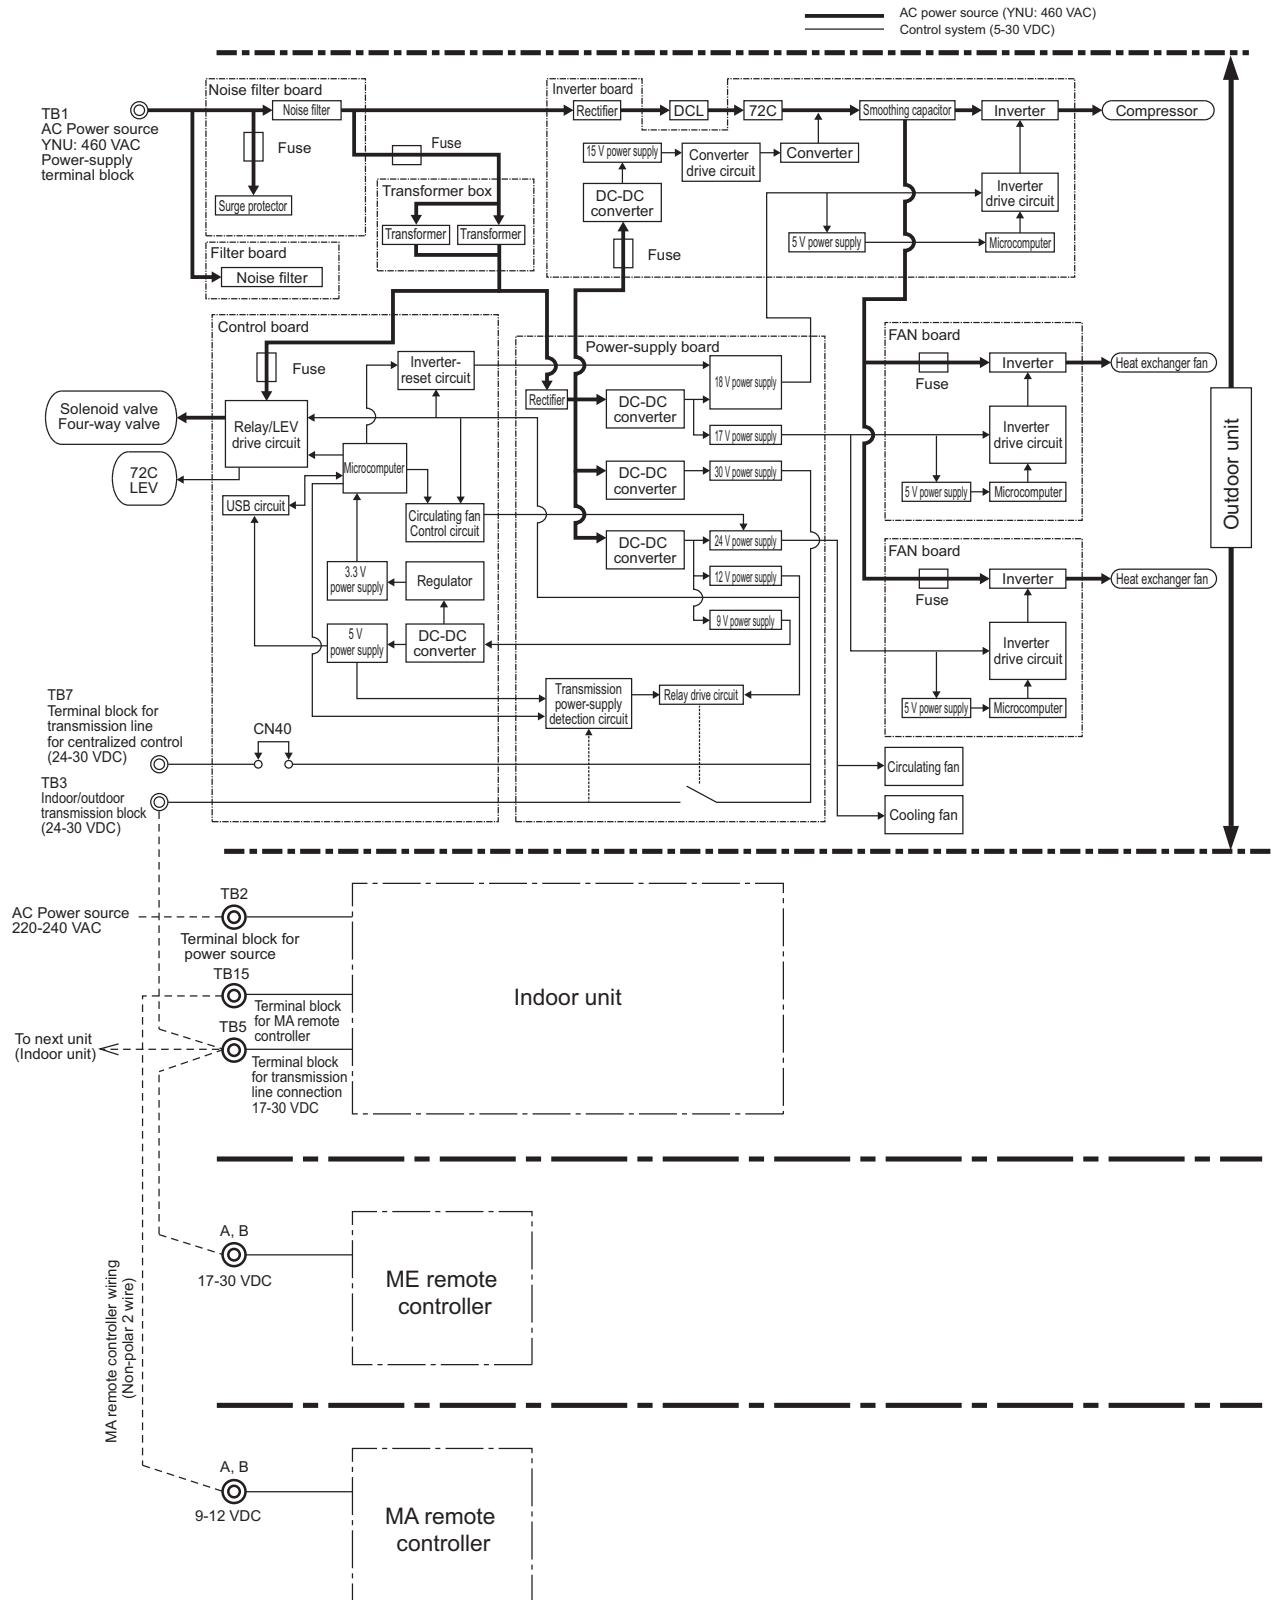 AC power source (YNU: 460 VAC)
Control system (5-30 VDC)
Noise filter board
Inverter board
TB1
AC Power source
YNU: 460 VAC
Power-supply
terminal block
Noise filter
Rectifier
DCL
72C
Smoothing capacitor
Inverter
Compressor
Fuse
Fuse
15 V power supply
Converter
drive circuit
Converter
Surge protector
Transformer box
DC-DC
converter
Inverter
drive circuit
Transformer
Transformer
Fuse
5 V power supply
Microcomputer
Filter board
Noise filter
Control board
Power-supply board
FAN board
Fuse
Inverter-
reset circuit
18 V power supply
Fuse
Inverter
Heat exchanger fan
Solenoid valve
Four-way valve
Relay/LEV
drive circuit
Rectifier
DC-DC
converter
17 V power supply
Inverter
drive circuit
72C
LEV
Microcomputer
DC-DC
converter
30 V power supply
5 V power supply
Microcomputer
USB circuit
Circulating fan
Control circuit
DC-DC
converter
24 V power supply
Outdoor unit
FAN board
3.3 V
power supply
Regulator
12 V power supply
Fuse
Inverter
Heat exchanger fan
5 V
power supply
DC-DC
converter
9 V power supply
Inverter
drive circuit
Transmission
power-supply
detection circuit
Relay drive circuit
5 V power supply
Microcomputer
TB7
Terminal block for
transmission line
for centralized control
(24-30 VDC)
CN40
Circulating fan
TB3
Indoor/outdoor
transmission block
(24-30 VDC)
Cooling fan
AC Power source
220-240 VAC
TB2
Terminal block for
power source
TB15
Terminal block
for MA remote
controller
Indoor unit
To next unit
(Indoor unit)
TB5
Terminal block
for transmission
line connection
17-30 VDC
A, B
17-30 VDC
ME remote
controller
MA remote controller wiring
(Non-polar 2 wire)
A, B
9-12 VDC
MA remote
controller